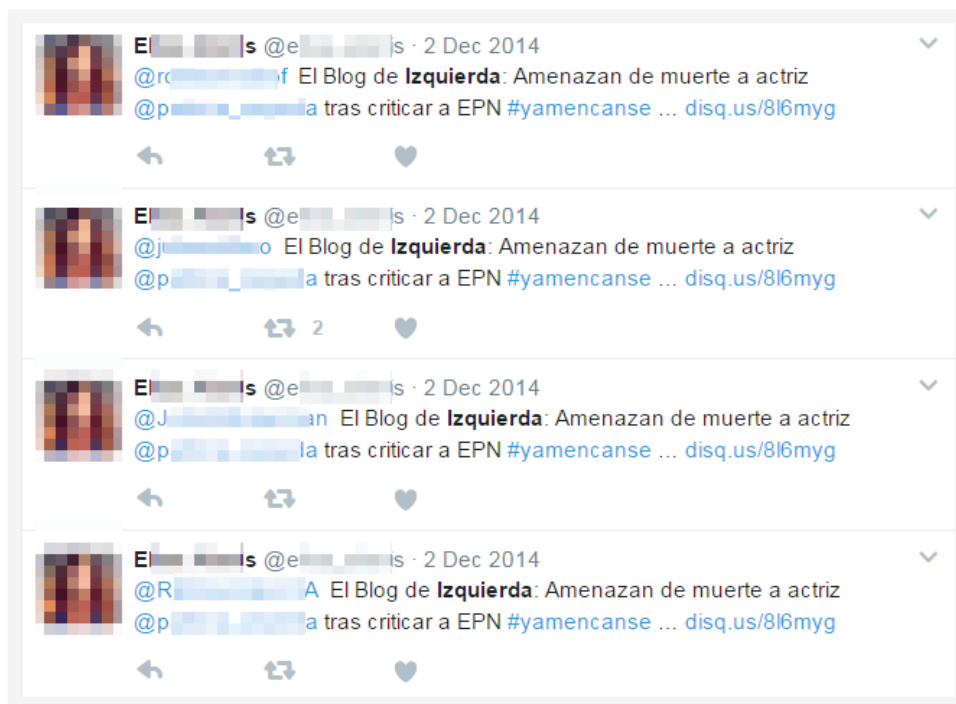 · 2 Dec 2014
El Blog de Izquierda: Amenazan de muerte a actriz
tras criticar a EPN #yamencanse ... disq.us/8l6myg
· 2 Dec 2014
El Blog de Izquierda: Amenazan de muerte a actriz
tras criticar a EPN #yamencanse ... disq.us/8l6myg
2
· 2 Dec 2014
El Blog de Izquierda: Amenazan de muerte a actriz
tras criticar a EPN #yamencanse ... disq.us/8l6myg
· 2 Dec 2014
El Blog de Izquierda: Amenazan de muerte a actriz
tras criticar a EPN #yamencanse ... disq.us/8l6myg